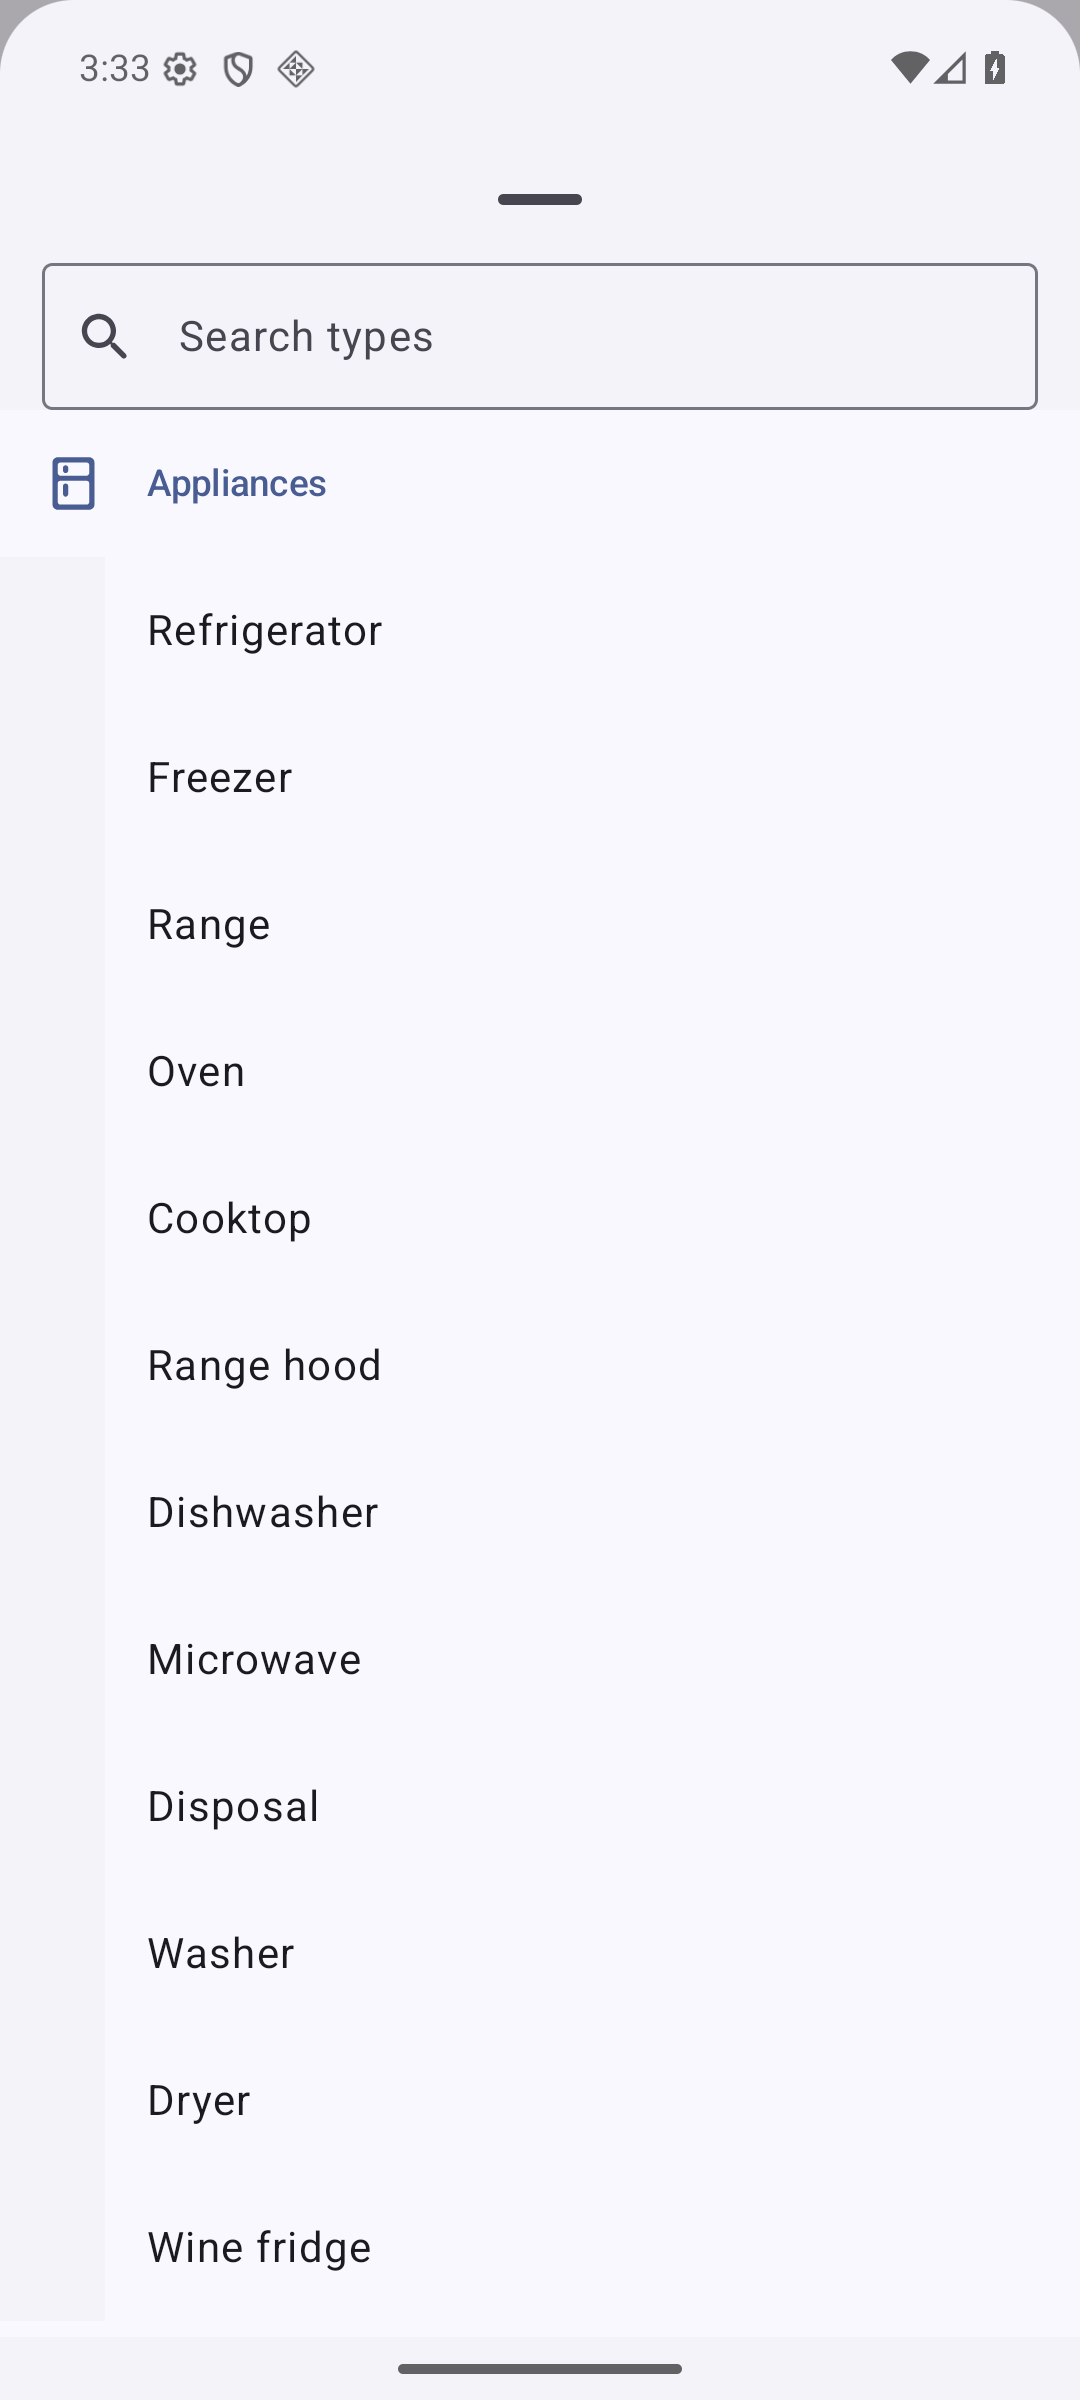 3:33
Search types
Appliances
Refrigerator
Freezer
Range
Oven
Cooktop
Range hood
Dishwasher
Microwave
Disposal
Washer
Dryer
Wine fridge